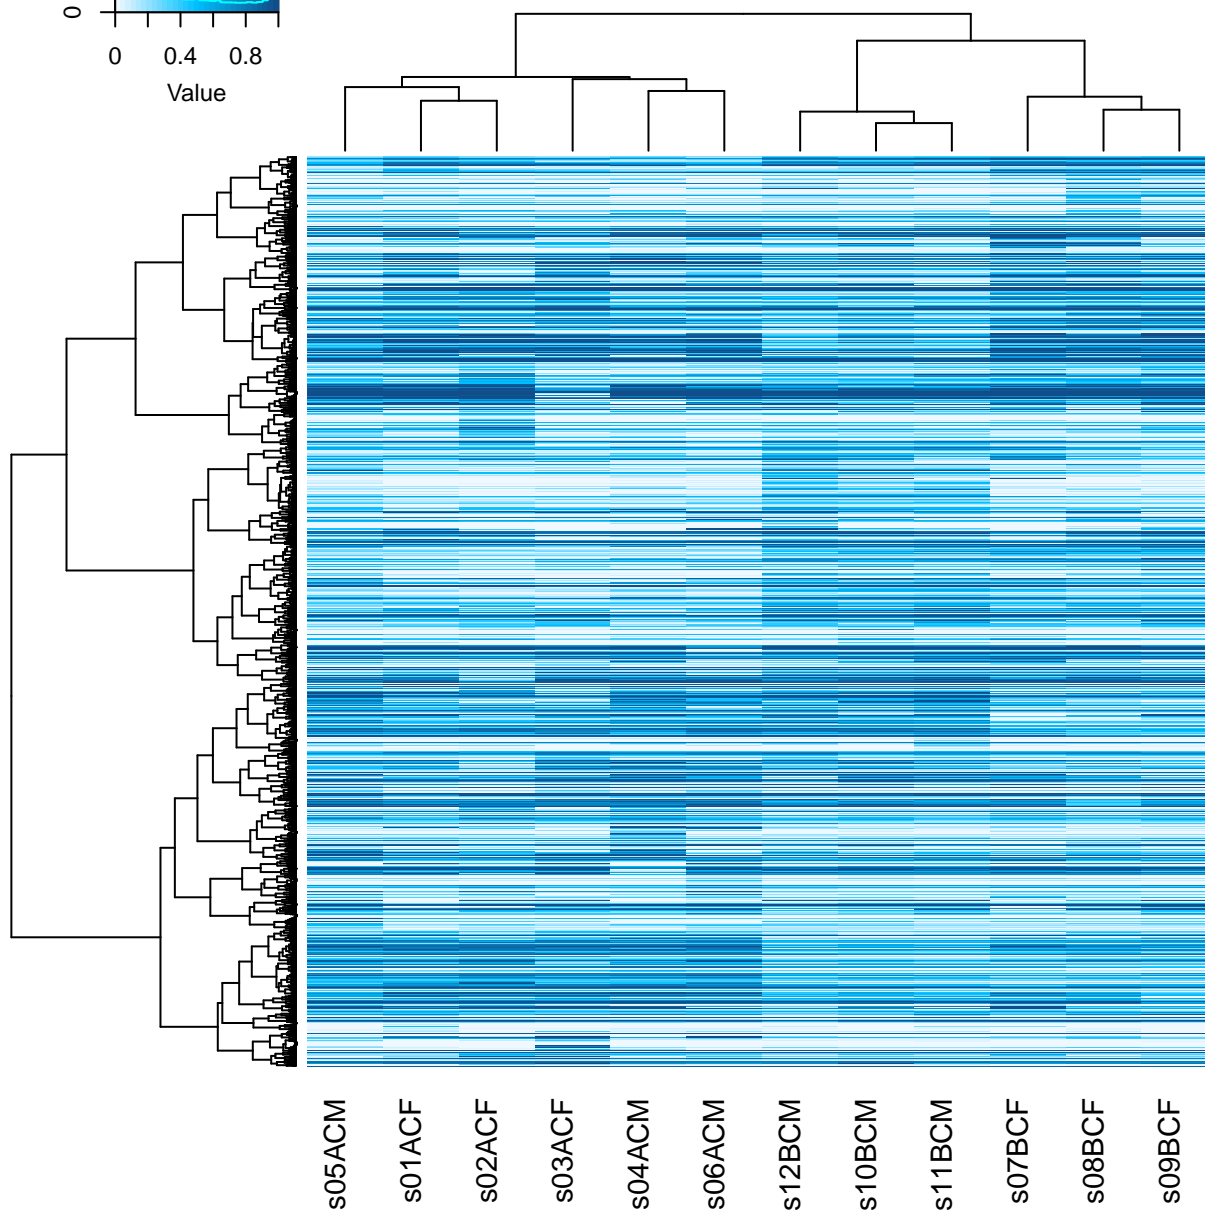 0
0 0.4 0.8
Value
s05ACM
s01ACF
s02ACF
s03ACF
s04ACM
s06ACM
s12BCM
s10BCM
s11BCM
s07BCF
s08BCF
s09BCF